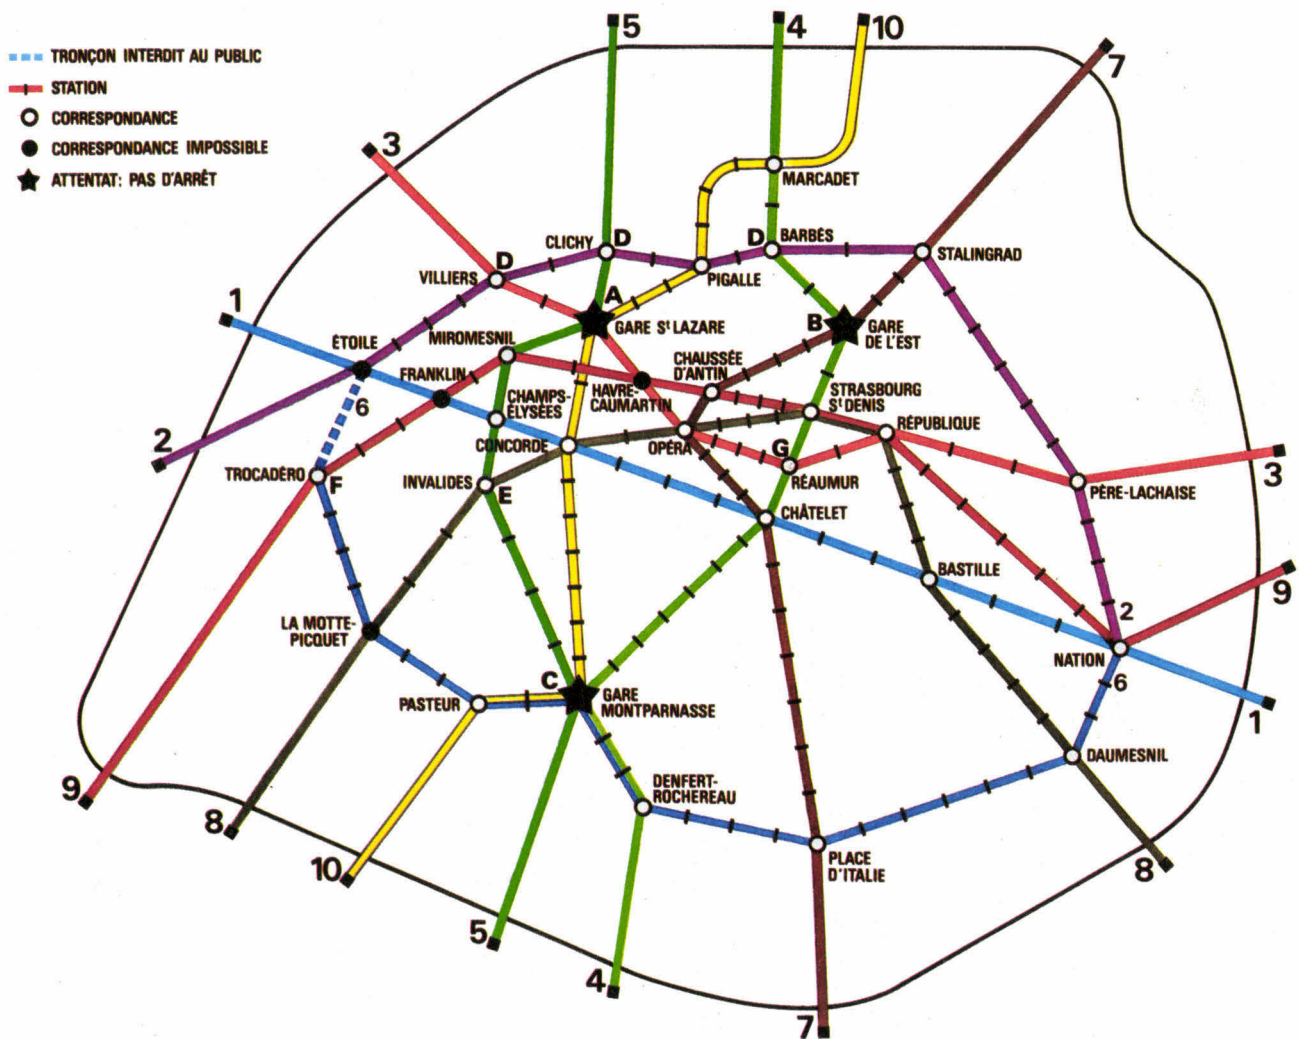 5
4
10
7
TRONÇON INTERDIT AU PUBLIC
STATION
CORRESPONDANCE
CORRESPONDANCE IMPOSSIBLE
ATTENTAT: PAS D'ARRÊT
3
MARCADET
CLICHY
D
D
BARBÈS
D
VILLIERS
PIGALLE
STALINGRAD
1
A
GARE St LAZARE
B
GARE
DE L'EST
ÉTOILE
MIROMESNIL
FRANKLIN
6
HAVRE-
CAUMARTIN
CHAUSSÉE
D'ANTIN
STRASBOURG
St DENIS
CHAMPS-
ÉLYSÉES
CONCORDE
OPÉRA
RÉPUBLIQUE
2
TROCADÉRO
F
INVALIDES
E
G
RÉAUMUR
3
PÈRE-LACHAISE
CHÂTELET
BASTILLE
9
2
LA MOTTE-
PICQUET
NATION
6
C
GARE
MONTPARNASSE
PASTEUR
1
DAUMESNIL
9
8
DENFERT-
ROCHEREAU
10
PLACE
D'ITALIE
8
5
4
7